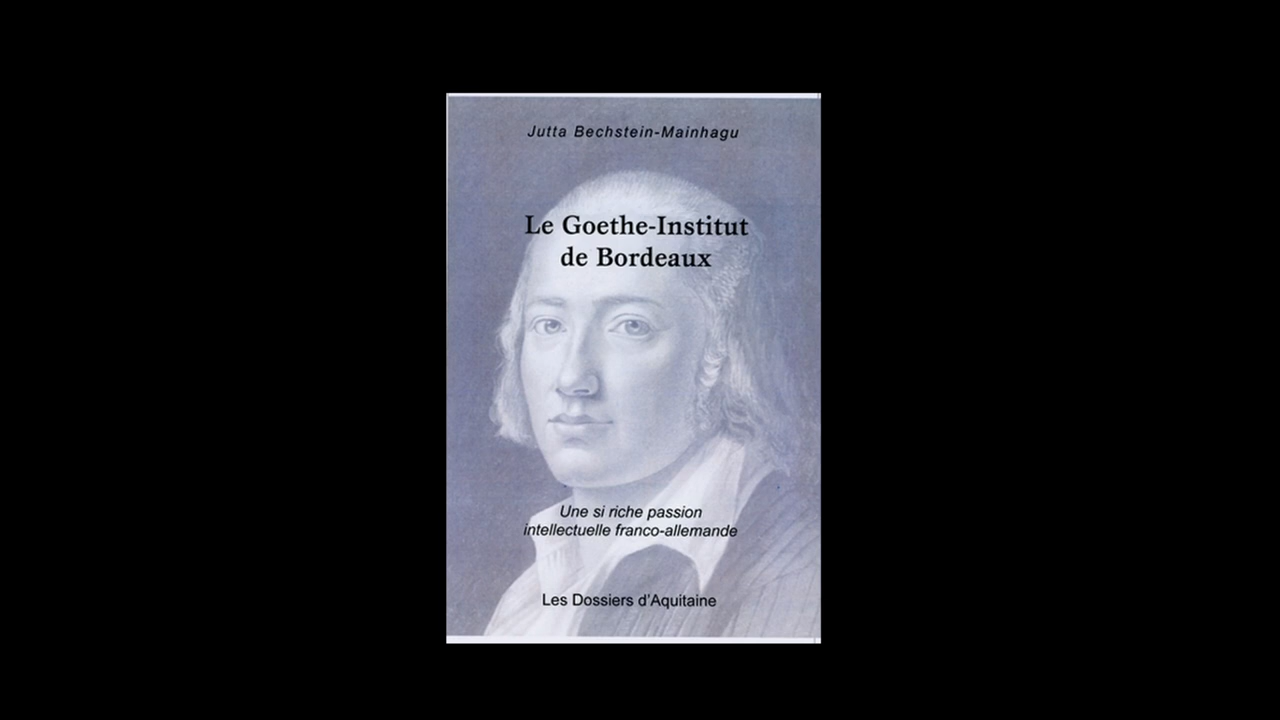 Jutta Bechstein-Mainhagu
Le Goethe-Institut
de Bordeaux
Une si riche passion
intellectuelle franco-allemande
Les Dossiers d'Aquitaine